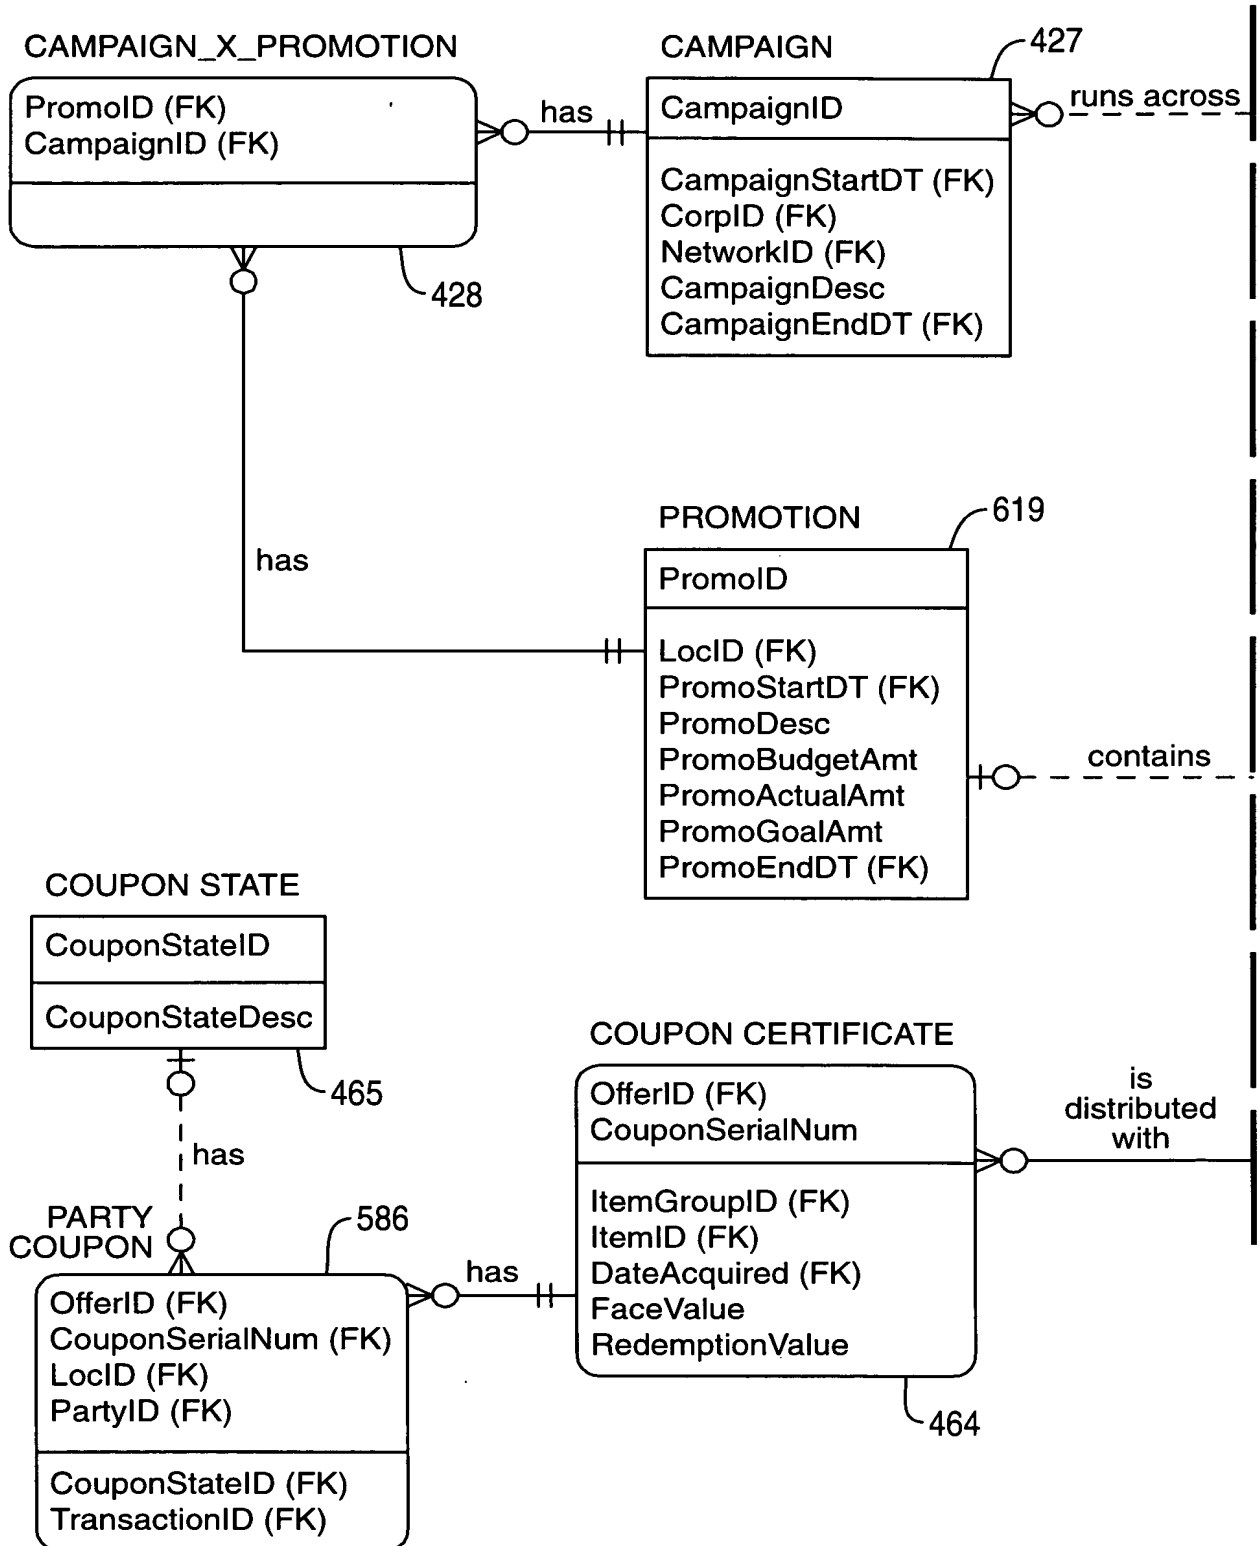 CAMPAIGN_X_PROMOTION
PromoID (FK)
CampaignID (FK)
428
has
CAMPAIGN
427
CampaignID
CampaignStartDT (FK)
CorpID (FK)
NetworkID (FK)
CampaignDesc
CampaignEndDT (FK)
runs across
has
PROMOTION
619
PromoID
LocID (FK)
PromoStartDT (FK)
PromoDesc
PromoBudgetAmt
PromoActualAmt
PromoGoalAmt
PromoEndDT (FK)
contains
COUPON STATE
CouponStateID
CouponStateDesc
465
has
COUPON CERTIFICATE
OfferID (FK)
CouponSerialNum
ItemGroupID (FK)
ItemID (FK)
DateAcquired (FK)
FaceValue
RedemptionValue
464
is
distributed
with
PARTY
COUPON
586
OfferID (FK)
CouponSerialNum (FK)
LocID (FK)
PartyID (FK)
CouponStateID (FK)
TransactionID (FK)
has